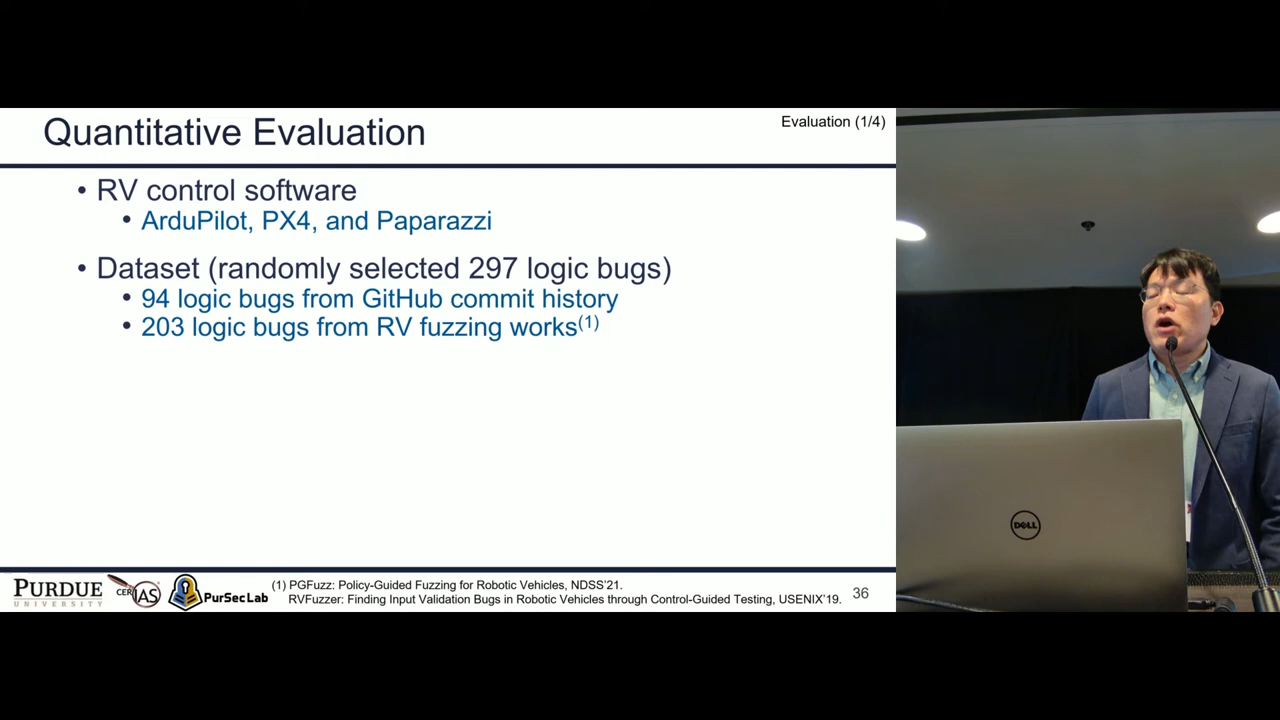 Quantitative Evaluation
Evaluation (1/4)
• RV control software
• ArduPilot, PX4, and Paparazzi
• Dataset (randomly selected 297 logic bugs)
• 94 logic bugs from GitHub commit history
• 203 logic bugs from RV fuzzing works(1)
PURDUE
UNIVERSITY
CERIAS
PurSecLab
(1) PGFuzz: Policy-Guided Fuzzing for Robotic Vehicles, NDSS'21.
RVFuzzer: Finding Input Validation Bugs in Robotic Vehicles through Control-Guided Testing, USENIX'19.
36
DELL